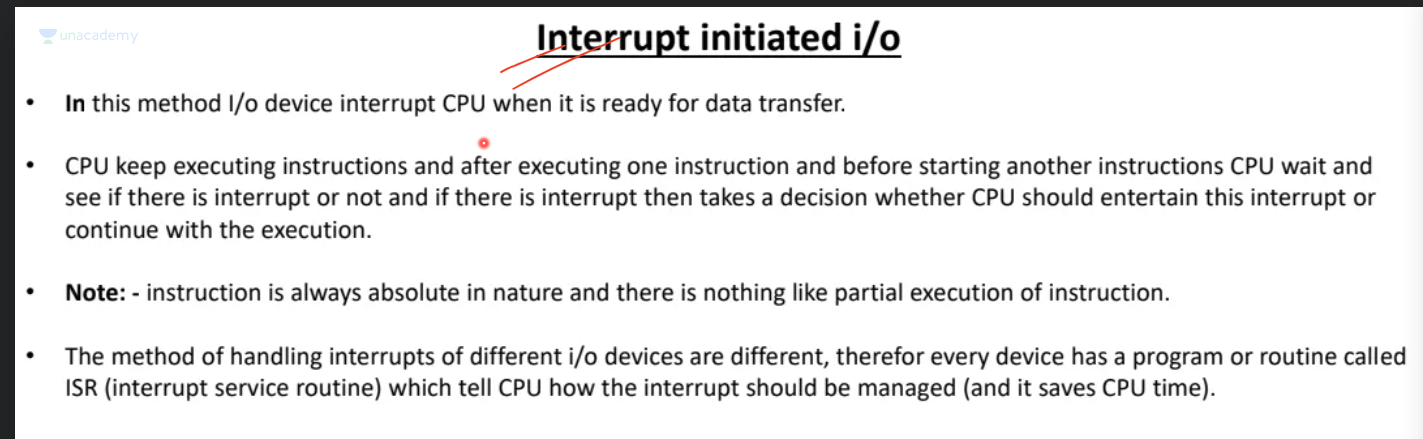 unacademy
Interrupt initiated i/o
• In this method I/o device interrupt CPU when it is ready for data transfer.
• CPU keep executing instructions and after executing one instruction and before starting another instructions CPU wait and
see if there is interrupt or not and if there is interrupt then takes a decision whether CPU should entertain this interrupt or
continue with the execution.
• Note: - instruction is always absolute in nature and there is nothing like partial execution of instruction.
• The method of handling interrupts of different i/o devices are different, therefor every device has a program or routine called
ISR (interrupt service routine) which tell CPU how the interrupt should be managed (and it saves CPU time).